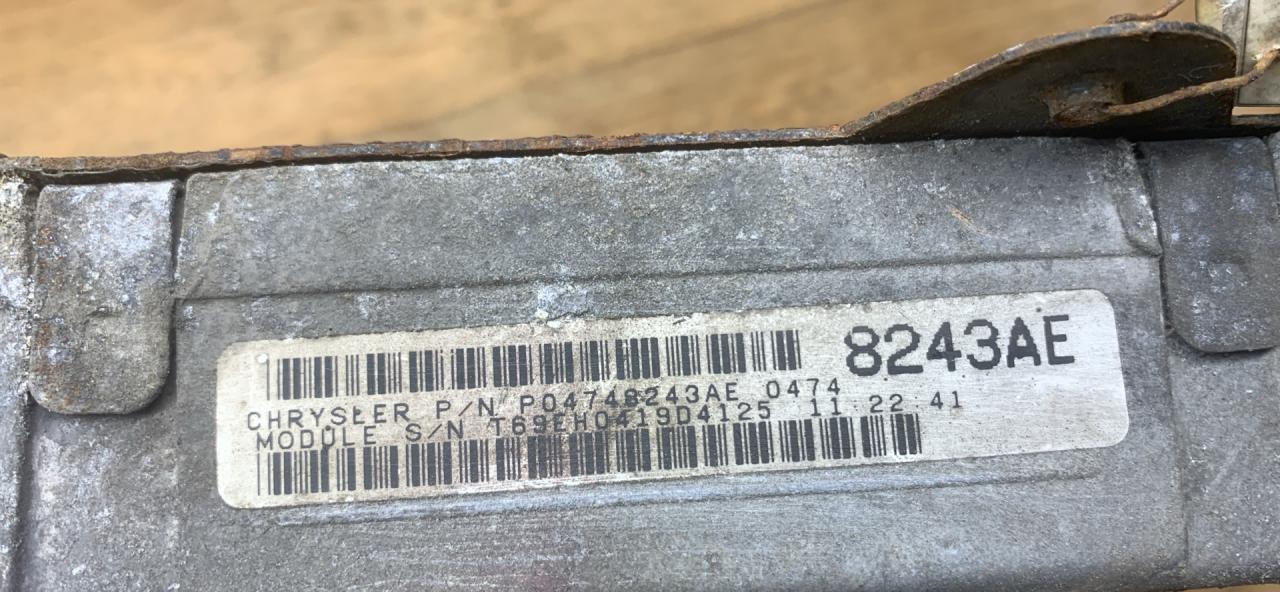 8243AE
CHRYSLER P/N P04748243AE 0474
MODULE S/N T69EH0419D4125 11 22 41